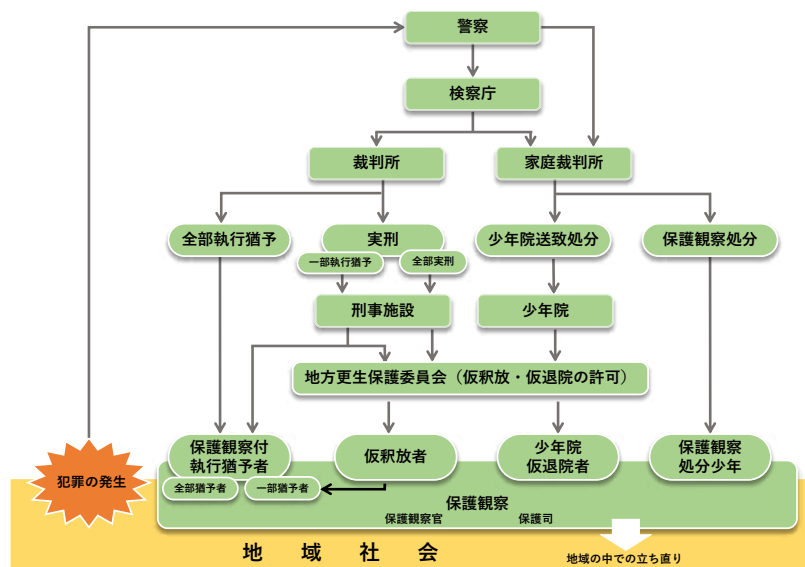 警察
検察庁
裁判所
家庭裁判所
全部執行猶予
実刑
少年院送致処分
保護観察処分
一部執行猶予
全部実刑
刑事施設
少年院
地方更生保護委員会（仮釈放・仮退院の許可）
保護観察付
執行猶予者
仮釈放者
少年院
仮退院者
保護観察
処分少年
犯罪の発生
全部猶予者
一部猶予者
保護観察
保護観察官
保護司
地域社会
地域の中での立ち直り